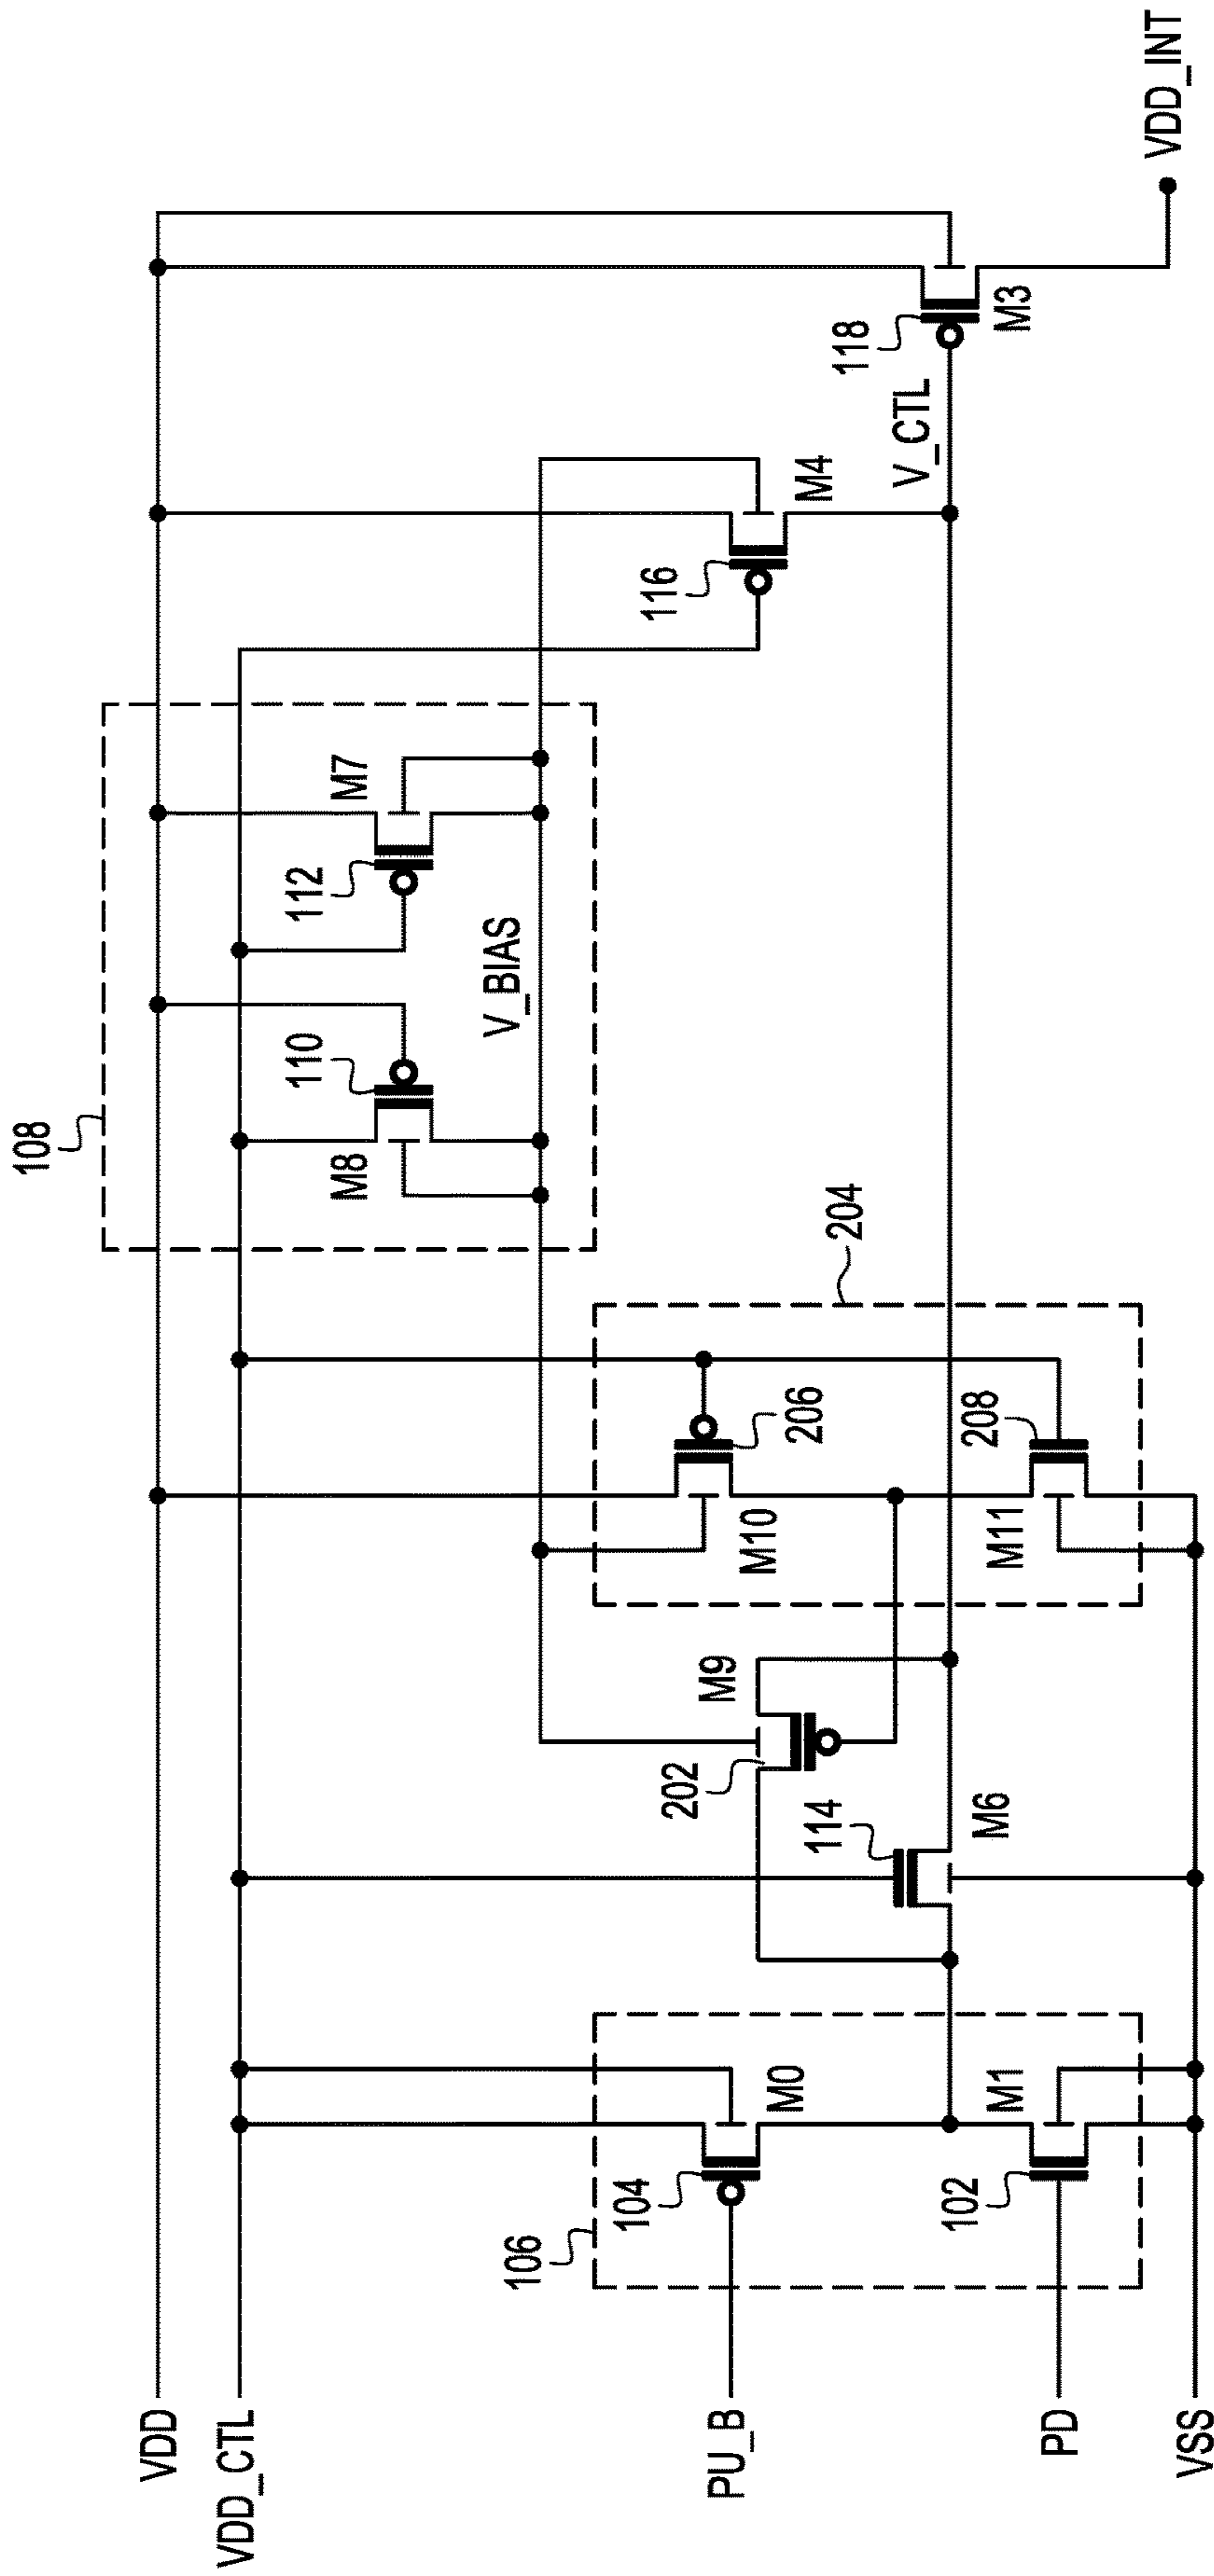 VDD
VDD_CTL
PU_B
PD
VSS
106
104
M0
102
M1
114
M6
202
M9
204
206
M10
208
M11
108
110
M8
112
M7
V_BIAS
116
M4
V_CTL
118
M3
VDD_INT